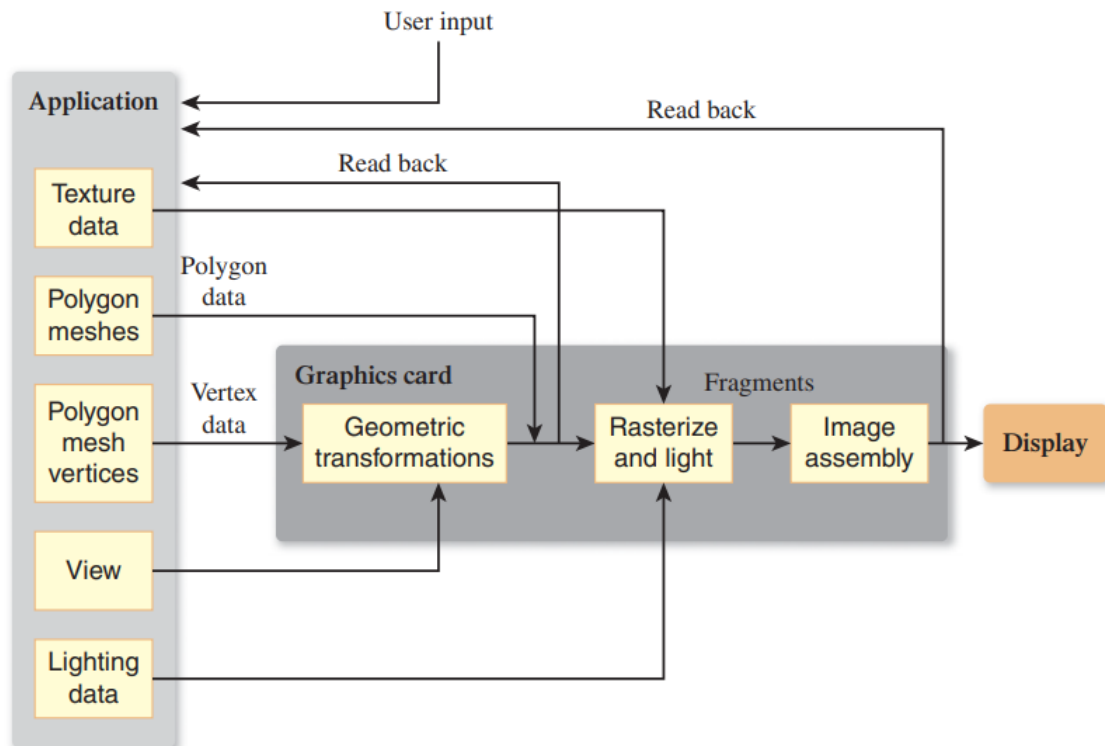 User input
Application
Read back
Read back
Texture
data
Polygon
data
Polygon
meshes
Graphics card
Fragments
Vertex
data
Polygon
mesh
vertices
Geometric
transformations
Rasterize
and light
Image
assembly
Display
View
Lighting
data